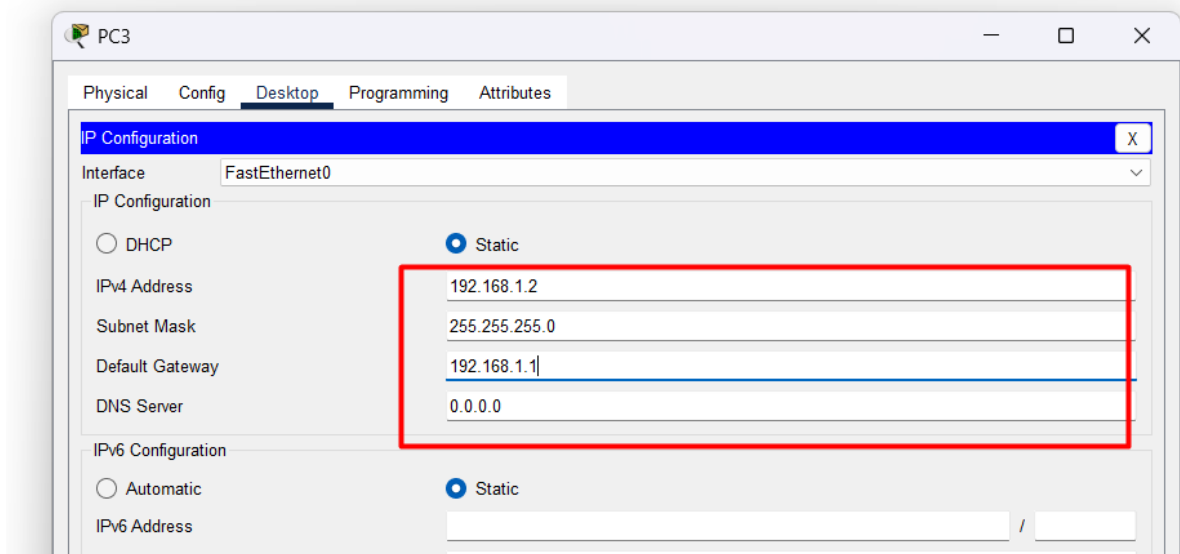 PC3
Physical Config Desktop Programming Attributes
IP Configuration X
Interface FastEthernet0
IP Configuration
DHCP Static
IPv4 Address 192.168.1.2
Subnet Mask 255.255.255.0
Default Gateway 192.168.1.1
DNS Server 0.0.0.0
IPv6 Configuration
Automatic Static
IPv6 Address /